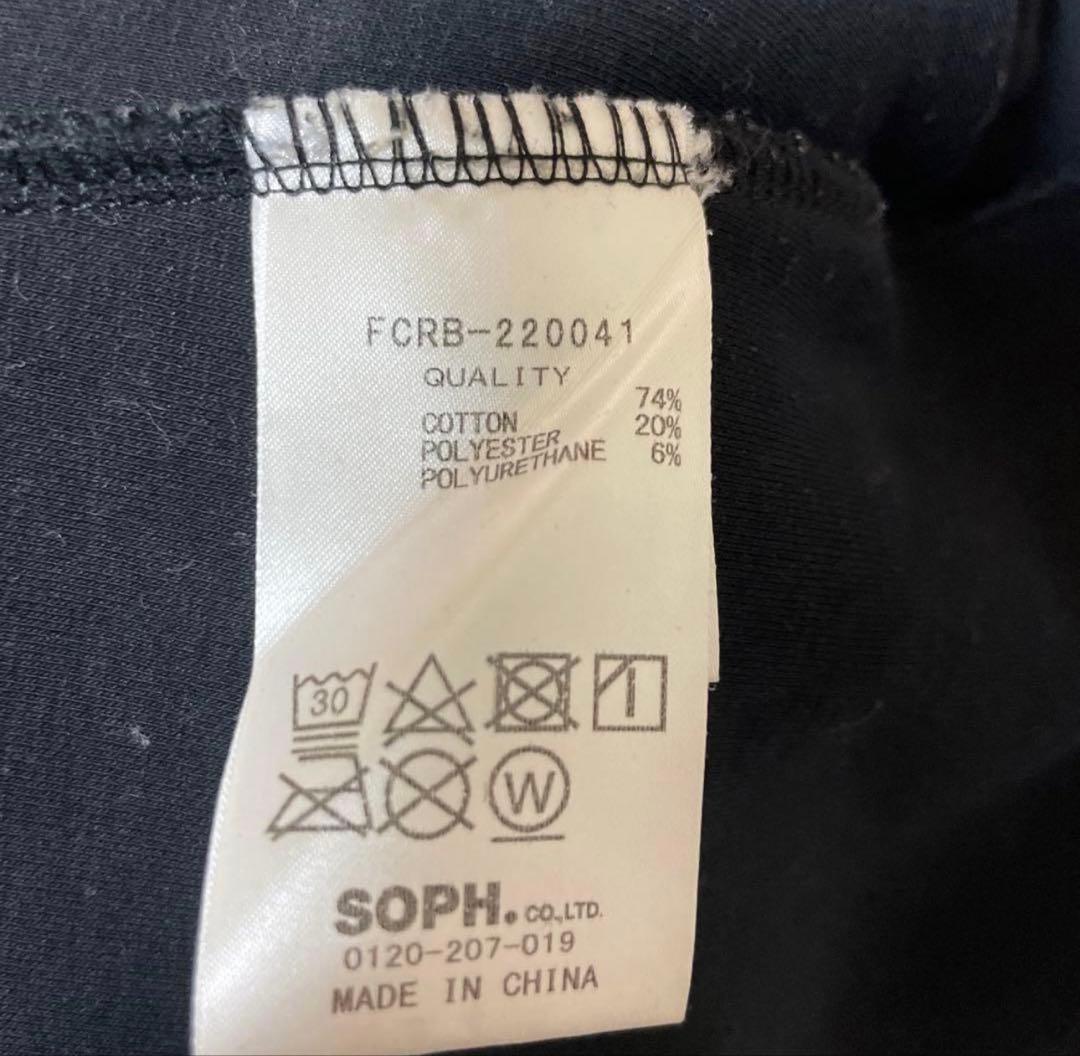 FCRB-220041
QUALITY
COTTON 74%
POLYESTER 20%
POLYURETHANE 6%
30
W
SOPH. CO.,LTD.
0120-207-019
MADE IN CHINA